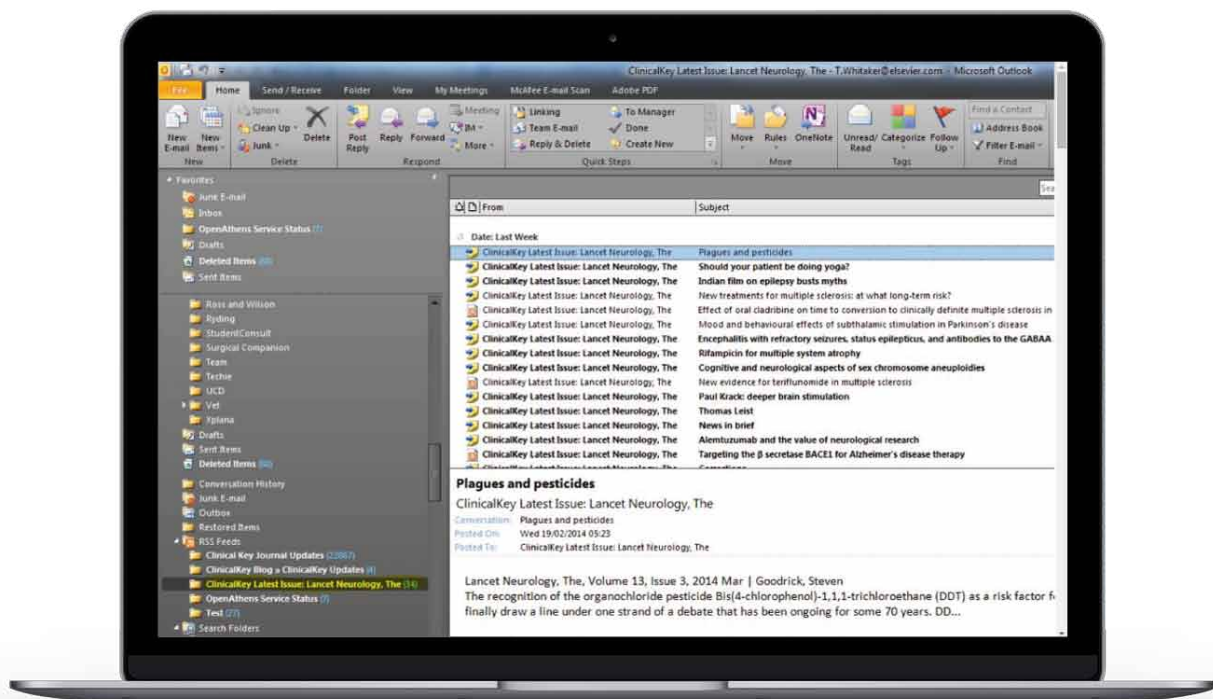 ClinicalKey Latest Issue: Lancet Neurology, The - T.Whitaker@elsevier.com - Microsoft Outlook
File Home Send / Receive Folder View My Meetings McAfee E-mail Scan Adobe PDF
New E-mail
New Items
Ignore
Clean Up
Junk
Delete
Post Reply
Reply
Forward
Meeting
IM
More
Linking
Team E-mail
Reply & Delete
To Manager
Done
Create New
Move
Rules
OneNote
Unread/ Read
Categorize
Follow Up
Find a Contact
Address Book
Filter E-mail
New Delete Respond Quick Steps Move Tags Find
Favorites
June E-mail
Inbox
OpenAthens Service Status (7)
Drafts
Deleted Items
Sent Items
Ross and Wilson
Ryding
StudentConsult
Surgical Companion
Team
Techie
UCD
Vet
Xplana
Drafts
Sent Items
Deleted Items
Conversation History
Junk E-mail
Outbox
Restored Items
RSS Feeds
Clinical Key Journal Updates
ClinicalKey Blog » ClinicalKey Updates (4)
ClinicalKey Latest Issue: Lancet Neurology, The (34)
OpenAthens Service Status (7)
Test (27)
Search Folders
Sea
From Subject
Date: Last Week
ClinicalKey Latest Issue: Lancet Neurology, The Plagues and pesticides
ClinicalKey Latest Issue: Lancet Neurology, The Should your patient be doing yoga?
ClinicalKey Latest Issue: Lancet Neurology, The Indian film on epilepsy busts myths
ClinicalKey Latest Issue: Lancet Neurology, The New treatments for multiple sclerosis: at what long-term risk?
ClinicalKey Latest Issue: Lancet Neurology, The Effect of oral cladribine on time to conversion to clinically definite multiple sclerosis in
ClinicalKey Latest Issue: Lancet Neurology, The Mood and behavioural effects of subthalamic stimulation in Parkinson's disease
ClinicalKey Latest Issue: Lancet Neurology, The Encephalitis with refractory seizures, status epilepticus, and antibodies to the GABAA
ClinicalKey Latest Issue: Lancet Neurology, The Rifampicin for multiple system atrophy
ClinicalKey Latest Issue: Lancet Neurology, The Cognitive and neurological aspects of sex chromosome aneuploidies
ClinicalKey Latest Issue: Lancet Neurology, The New evidence for teriflunomide in multiple sclerosis
ClinicalKey Latest Issue: Lancet Neurology, The Paul Krack: deeper brain stimulation
ClinicalKey Latest Issue: Lancet Neurology, The Thomas Leist
ClinicalKey Latest Issue: Lancet Neurology, The News in brief
ClinicalKey Latest Issue: Lancet Neurology, The Alemtuzumab and the value of neurological research
ClinicalKey Latest Issue: Lancet Neurology, The Targeting the β secretase BACE1 for Alzheimer's disease therapy
Plagues and pesticides
ClinicalKey Latest Issue: Lancet Neurology, The
Conversation: Plagues and pesticides
Posted On: Wed 19/02/2014 05:23
Posted To: ClinicalKey Latest Issue: Lancet Neurology, The
Lancet Neurology, The, Volume 13, Issue 3, 2014 Mar | Goodrick, Steven
The recognition of the organochloride pesticide Bis(4-chlorophenol)-1,1,1-trichloroethane (DDT) as a risk factor
finally draw a line under one strand of a debate that has been ongoing for some 70 years. DD...